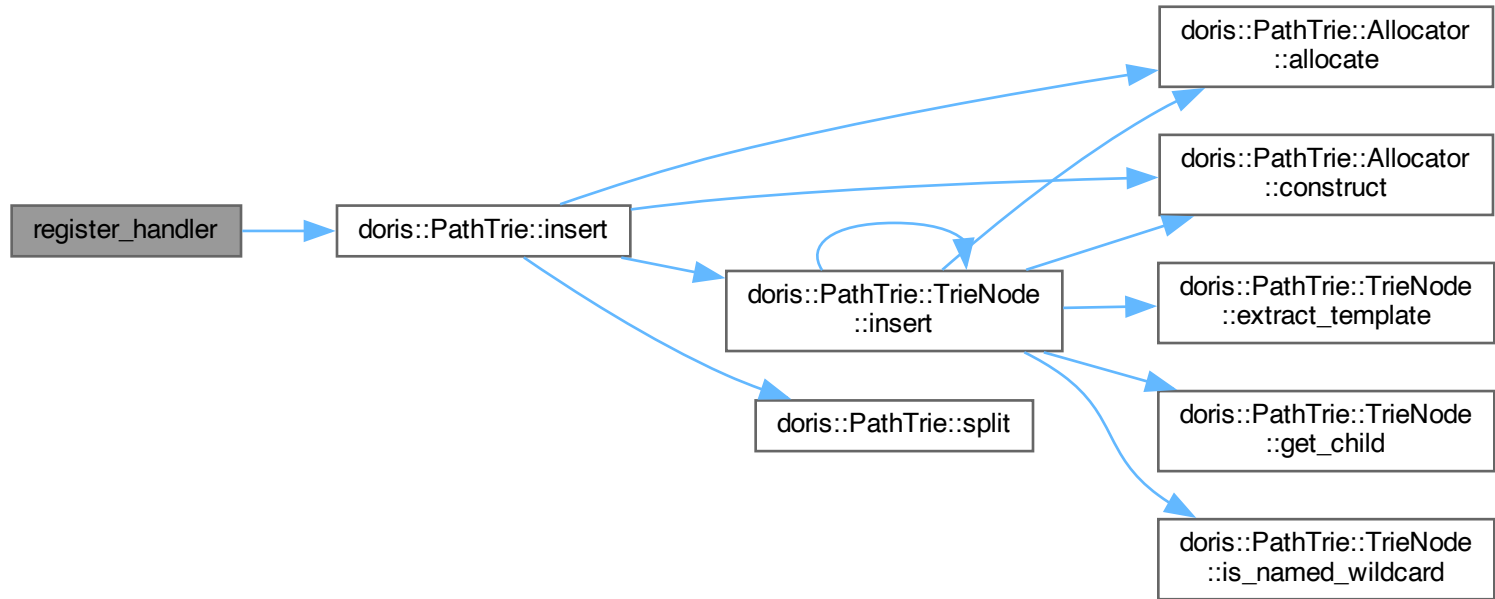 register_handler
doris::PathTrie::insert
doris::PathTrie::TrieNode
::insert
doris::PathTrie::split
doris::PathTrie::Allocator
::allocate
doris::PathTrie::Allocator
::construct
doris::PathTrie::TrieNode
::extract_template
doris::PathTrie::TrieNode
::get_child
doris::PathTrie::TrieNode
::is_named_wildcard